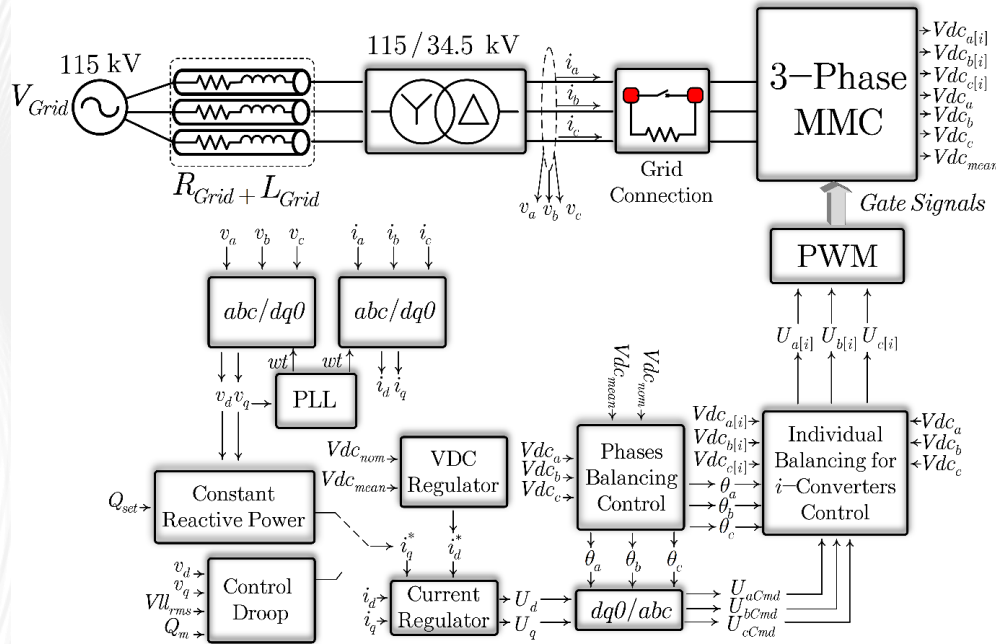 115 kV
V_Grid
R_Grid + L_Grid
115/34.5 kV
i_a
i_b
i_c
v_a v_b v_c
Grid
Connection
3–Phase
MMC
Vdc_a[i]
Vdc_b[i]
Vdc_c[i]
Vdc_a
Vdc_b
Vdc_c
Vdc_mean
Gate Signals
PWM
U_a[i] U_b[i] U_c[i]
v_a v_b v_c
i_a i_b i_c
abc/dq0
abc/dq0
wt
wt
v_d v_q
PLL
i_d i_q
Vdc_mean
Vdc_nom
Vdc_nom
Vdc_mean
VDC
Regulator
Vdc_a
Vdc_b
Vdc_c
Phases
Balancing
Control
θ_a
θ_b
θ_c
Vdc_a[i]
Vdc_b[i]
Vdc_c[i]
Individual
Balancing for
i–Converters
Control
Vdc_a
Vdc_b
Vdc_c
Q_set
Constant
Reactive Power
i_q^*
i_d^*
θ_a θ_b θ_c
v_d
v_q
Vll_rms
Q_m
Control
Droop
i_d
i_q
Current
Regulator
U_d
U_q
dq0/abc
U_aCmd
U_bCmd
U_cCmd